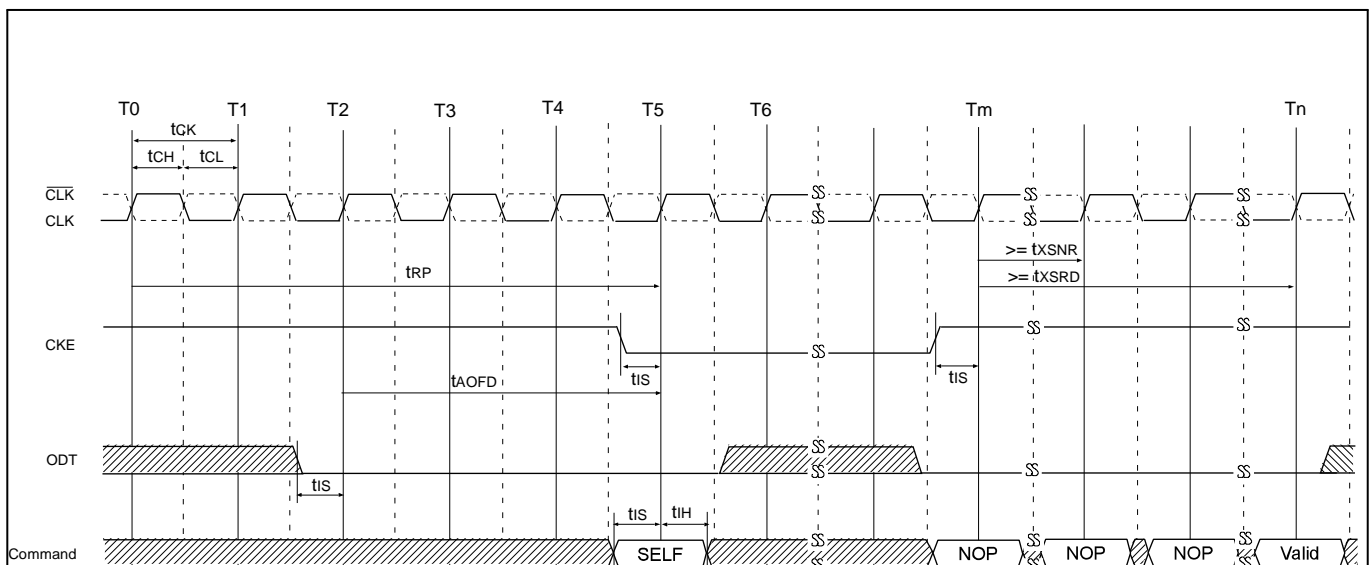 T0 T1 T2 T3 T4 T5 T6 Tm Tn
tCK
tCH tCL
CLK
CLK
>= tXSNR
tRP
>= tXSRD
CKE
tIS
tIS
tAOFD
ODT
tIS
tIS tIH
Command SELF NOP NOP NOP Valid